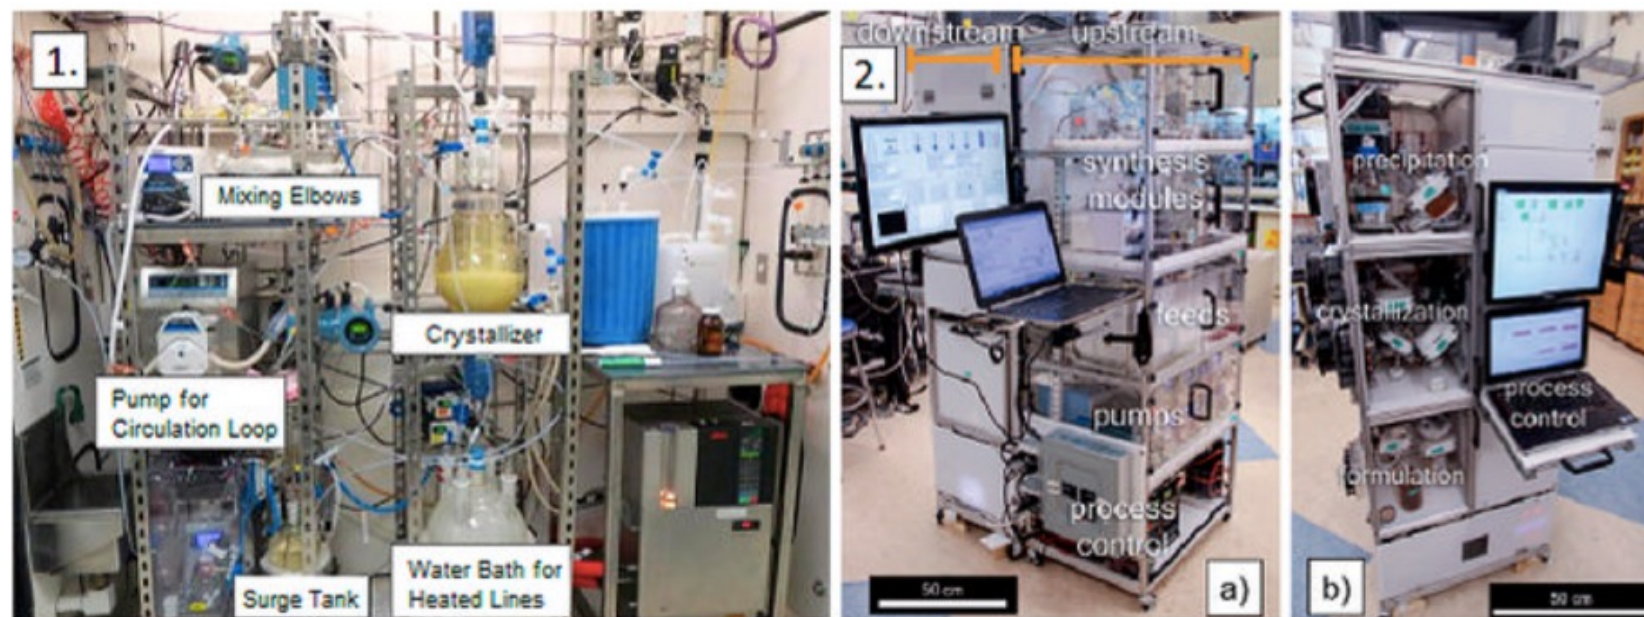 1.
Mixing Elbows
Crystallizer
Pump for
Circulation Loop
Surge Tank
Water Bath for
Heated Lines
2.
downstream
upstream
synthesis
modules
feeds
pumps
process
control
50 cm
a)
precipitation
crystallization
process
control
formulation
b)
50 cm